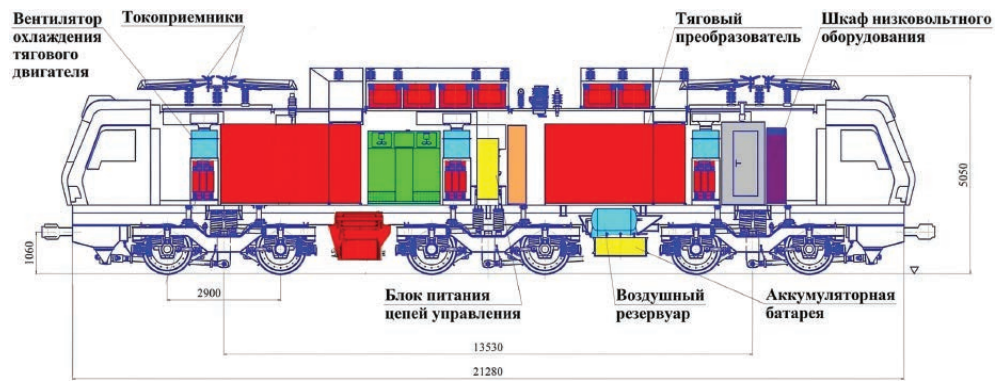 Вентилятор
охлаждения
тягового
двигателя
Токоприемники
Тяговый
преобразователь
Шкаф низковольтного
оборудования
5050
1060
2900
Блок питания
цепей управления
Воздушный
резервуар
Аккумуляторная
батарея
13530
21280